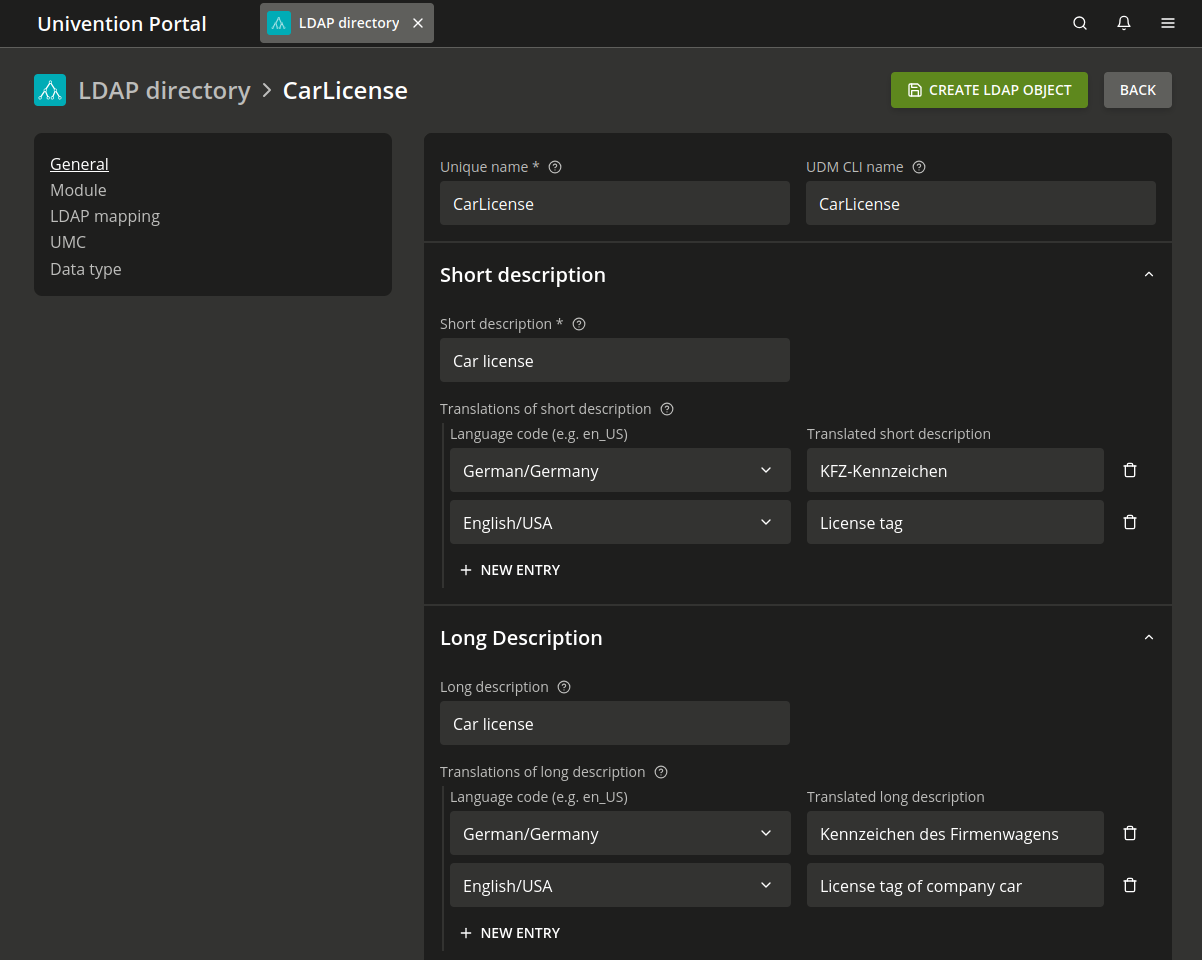 Univention Portal
LDAP directory
LDAP directory > CarLicense
CREATE LDAP OBJECT
BACK
General
Module
LDAP mapping
UMC
Data type
Unique name *
UDM CLI name
CarLicense
CarLicense
Short description
Short description *
Car license
Translations of short description
Language code (e.g. en_US)
Translated short description
German/Germany
KFZ-Kennzeichen
English/USA
License tag
+ NEW ENTRY
Long Description
Long description
Car license
Translations of long description
Language code (e.g. en_US)
Translated long description
German/Germany
Kennzeichen des Firmenwagens
English/USA
License tag of company car
+ NEW ENTRY